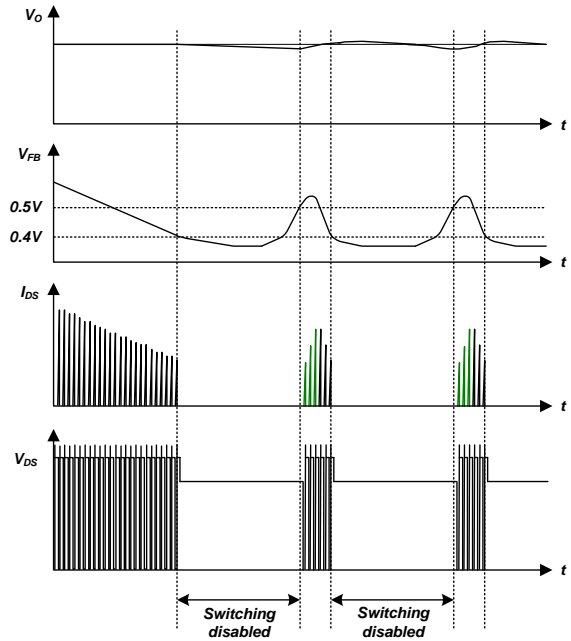 VO
t
VFB
0.5V
0.4V
t
IDS
t
VDS
t
Switching
disabled
Switching
disabled